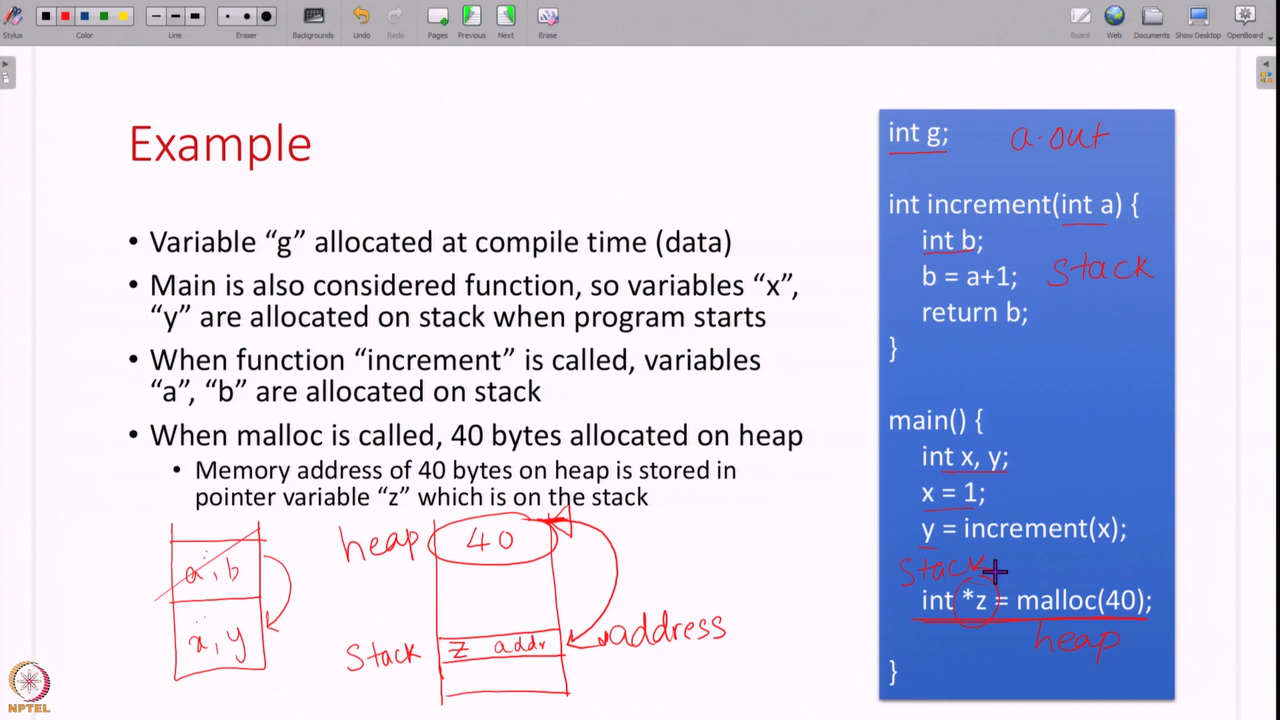 Stylus
Color
Line
Eraser
Backgrounds
Undo
Redo
Pages
Previous
Next
Erase
Board
Web
Documents
Show Desktop
OpenBoard
Example
• Variable “g” allocated at compile time (data)
• Main is also considered function, so variables “x”,
“y” are allocated on stack when program starts
• When function “increment” is called, variables
“a”, “b” are allocated on stack
• When malloc is called, 40 bytes allocated on heap
• Memory address of 40 bytes on heap is stored in
pointer variable “z” which is on the stack
a, b
x, y
heap 40
stack z addr address
int g; a.out
int increment(int a) {
int b;
b = a+1; stack
return b;
}
main() {
int x, y;
x = 1;
y = increment(x);
stack
int *z = malloc(40);
heap
}
NPTEL